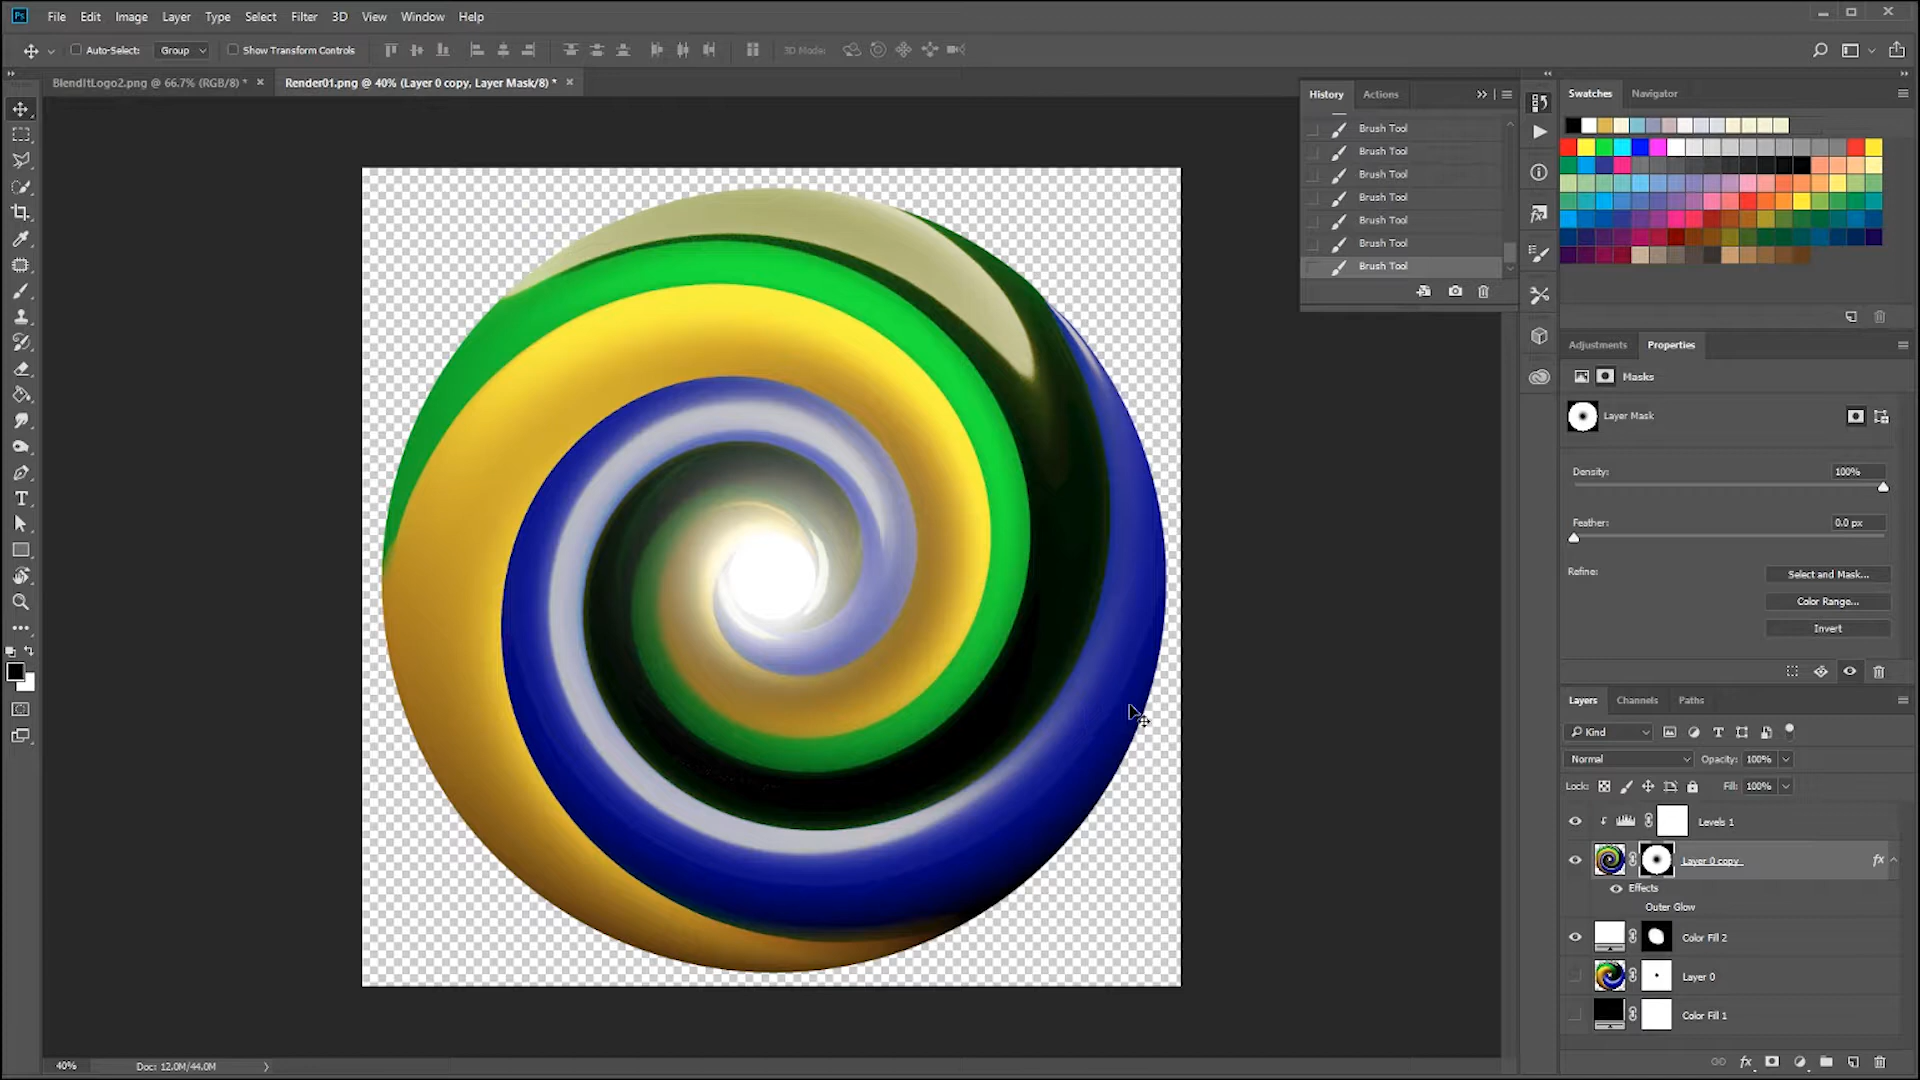 Ps File Edit Image Layer Type Select Filter 3D View Window Help
Auto-Select: Group Show Transform Controls 3D Mode:
BlendItLogo2.png @ 66.7% (RGB/8) * × Render01.png @ 40% (Layer 0 copy, Layer Mask/8) * ×
History Actions
Brush Tool
Brush Tool
Brush Tool
Brush Tool
Brush Tool
Brush Tool
Brush Tool
Swatches Navigator
Adjustments Properties
Masks
Layer Mask
Density: 100%
Feather: 0.0 px
Refine: Select and Mask...
Color Range...
Invert
Layers Channels Paths
Kind
Normal Opacity: 100%
Lock: Fill: 100%
Levels 1
Layer 0 copy fx
Effects
Outer Glow
Color Fill 2
Layer 0
Color Fill 1
fx
40% Doc: 12.0M/44.0M